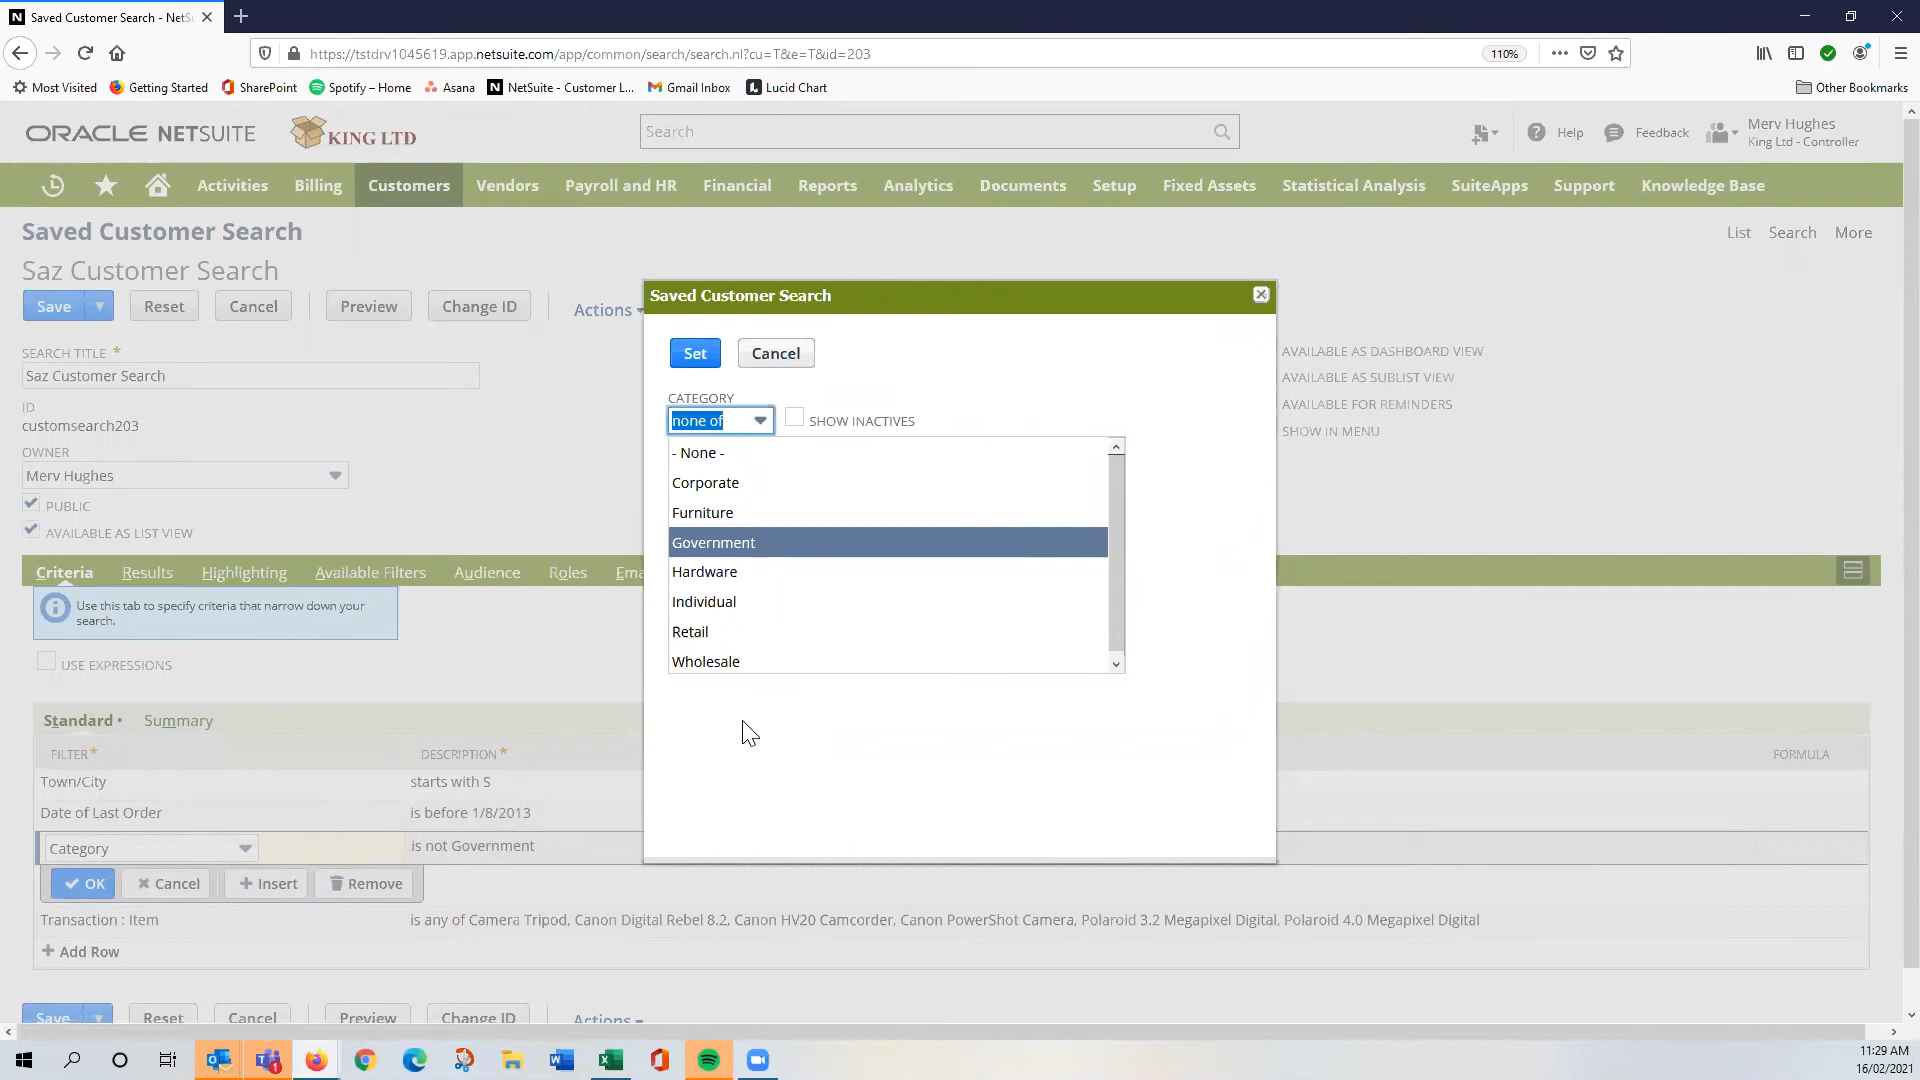 Saved Customer Search - NetSu
https://tstdrv1045619.app.netsuite.com/app/common/search/search.nl?cu=T&e=T&id=203
110%
Most Visited
Getting Started
SharePoint
Spotify – Home
Asana
NetSuite - Customer L...
Gmail Inbox
Lucid Chart
Other Bookmarks
ORACLE NETSUITE
KING LTD
Search
Help
Feedback
Merv Hughes
King Ltd - Controller
Activities
Billing
Customers
Vendors
Payroll and HR
Financial
Reports
Analytics
Documents
Setup
Fixed Assets
Statistical Analysis
SuiteApps
Support
Knowledge Base
Saved Customer Search
List
Search
More
Saz Customer Search
Save
Reset
Cancel
Preview
Change ID
Actions
SEARCH TITLE *
Saz Customer Search
ID
customsearch203
OWNER
Merv Hughes
PUBLIC
AVAILABLE AS LIST VIEW
AVAILABLE AS DASHBOARD VIEW
AVAILABLE AS SUBLIST VIEW
AVAILABLE FOR REMINDERS
SHOW IN MENU
Saved Customer Search
Set
Cancel
CATEGORY
none of
SHOW INACTIVES
- None -
Corporate
Furniture
Government
Hardware
Individual
Retail
Wholesale
Criteria
Results
Highlighting
Available Filters
Audience
Roles
Ema
Use this tab to specify criteria that narrow down your
search.
USE EXPRESSIONS
Standard •
Summary
FILTER *
DESCRIPTION *
FORMULA
Town/City
starts with S
Date of Last Order
is before 1/8/2013
Category
is not Government
OK
Cancel
Insert
Remove
Transaction : Item
is any of Camera Tripod, Canon Digital Rebel 8.2, Canon HV20 Camcorder, Canon PowerShot Camera, Polaroid 3.2 Megapixel Digital, Polaroid 4.0 Megapixel Digital
Add Row
Save
Reset
Cancel
Preview
Change ID
Actions
11:29 AM
16/02/2021